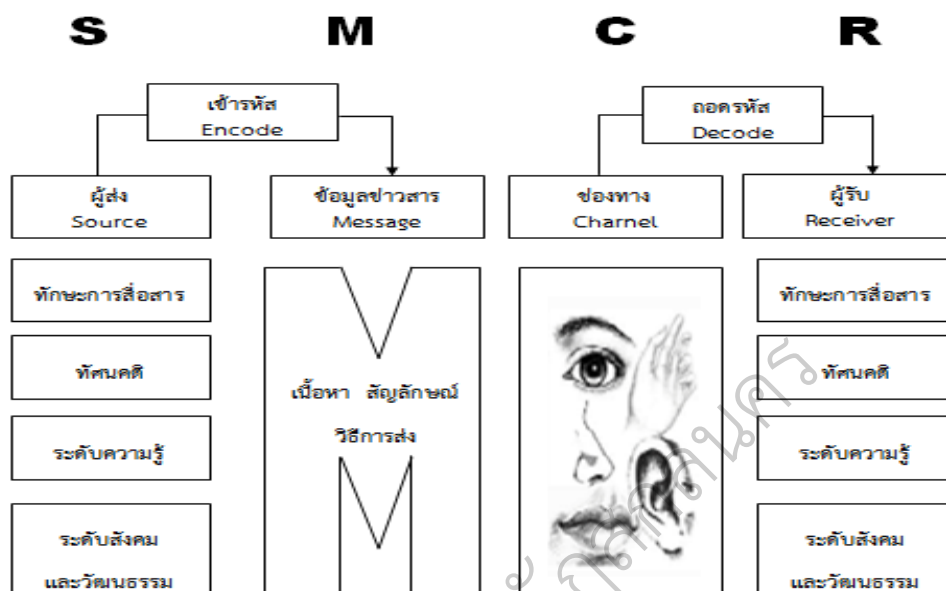 S M C R
เข้ารหัส
Encode
ถอดรหัส
Decode
ผู้ส่ง
Source
ข้อมูลข่าวสาร
Message
ช่องทาง
Charnel
ผู้รับ
Receiver
ทักษะการสื่อสาร
ทัศนคติ
ระดับความรู้
ระดับสังคม
และวัฒนธรรม
เนื้อหา สัญลักษณ์
วิธีการส่ง
ทักษะการสื่อสาร
ทัศนคติ
ระดับความรู้
ระดับสังคม
และวัฒนธรรม